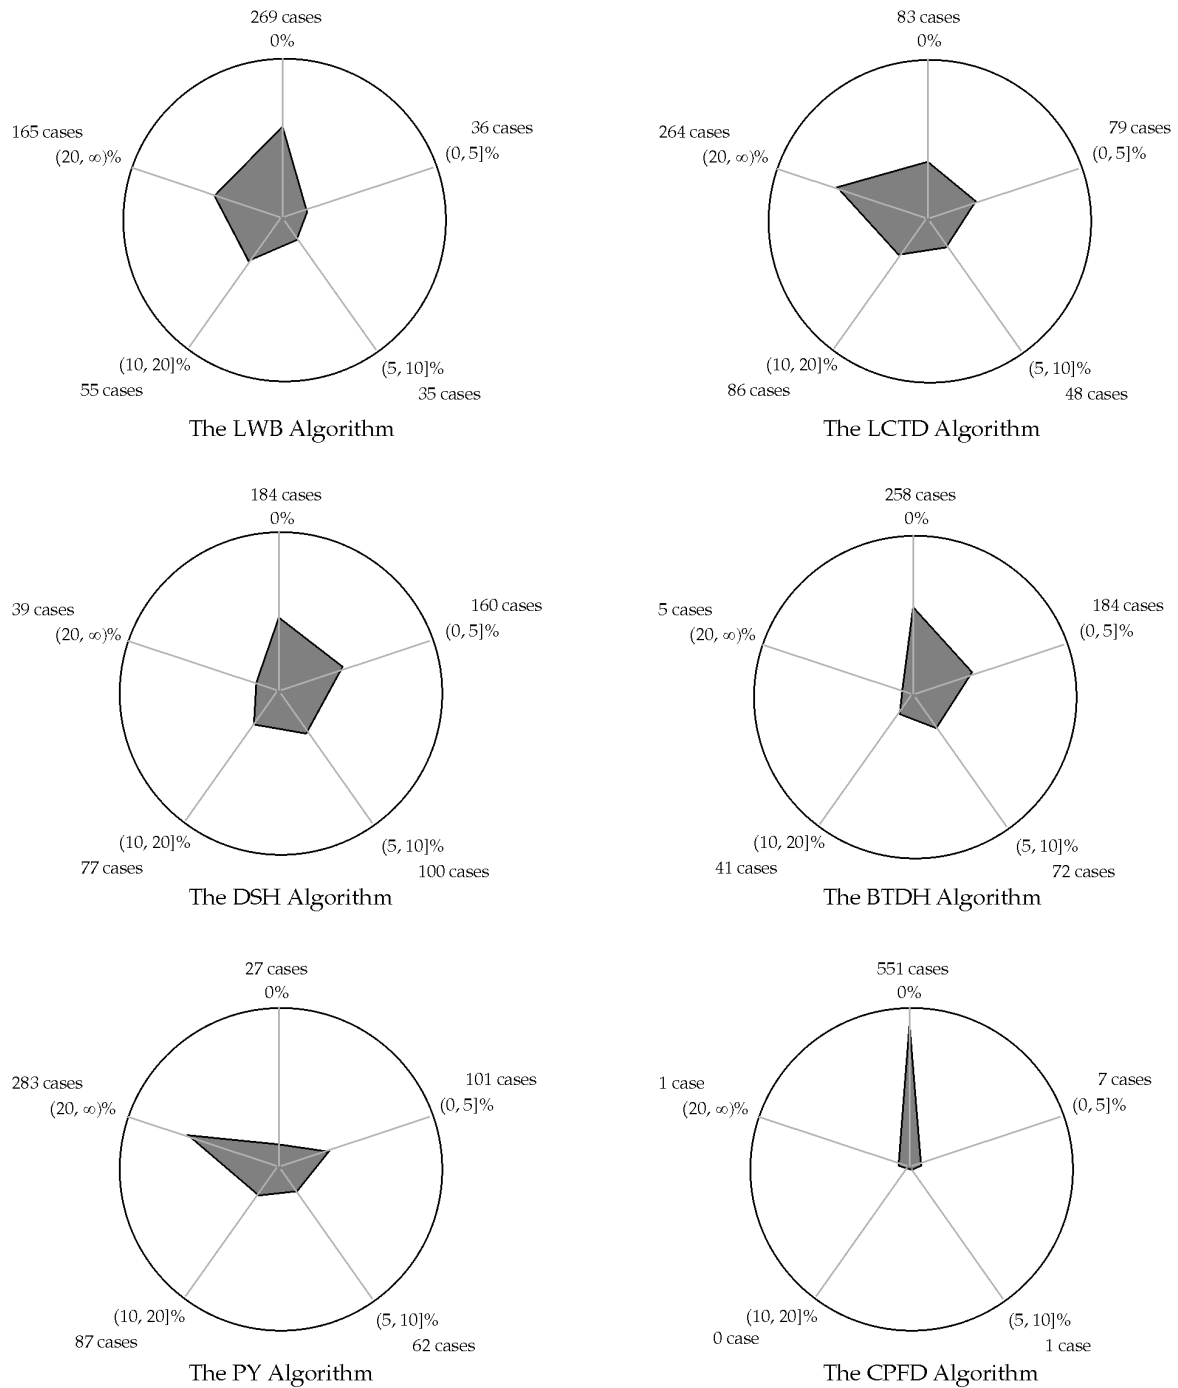 269 cases
0%
36 cases
(0, 5]%
165 cases
(20, ∞)%
(10, 20]%
55 cases
(5, 10]%
35 cases
The LWB Algorithm
83 cases
0%
79 cases
(0, 5]%
264 cases
(20, ∞)%
(10, 20]%
86 cases
(5, 10]%
48 cases
The LCTD Algorithm
184 cases
0%
160 cases
(0, 5]%
39 cases
(20, ∞)%
(10, 20]%
77 cases
(5, 10]%
100 cases
The DSH Algorithm
258 cases
0%
184 cases
(0, 5]%
5 cases
(20, ∞)%
(10, 20]%
41 cases
(5, 10]%
72 cases
The BTDH Algorithm
27 cases
0%
101 cases
(0, 5]%
283 cases
(20, ∞)%
(10, 20]%
87 cases
(5, 10]%
62 cases
The PY Algorithm
551 cases
0%
7 cases
(0, 5]%
1 case
(20, ∞)%
(10, 20]%
0 case
(5, 10]%
1 case
The CPFD Algorithm